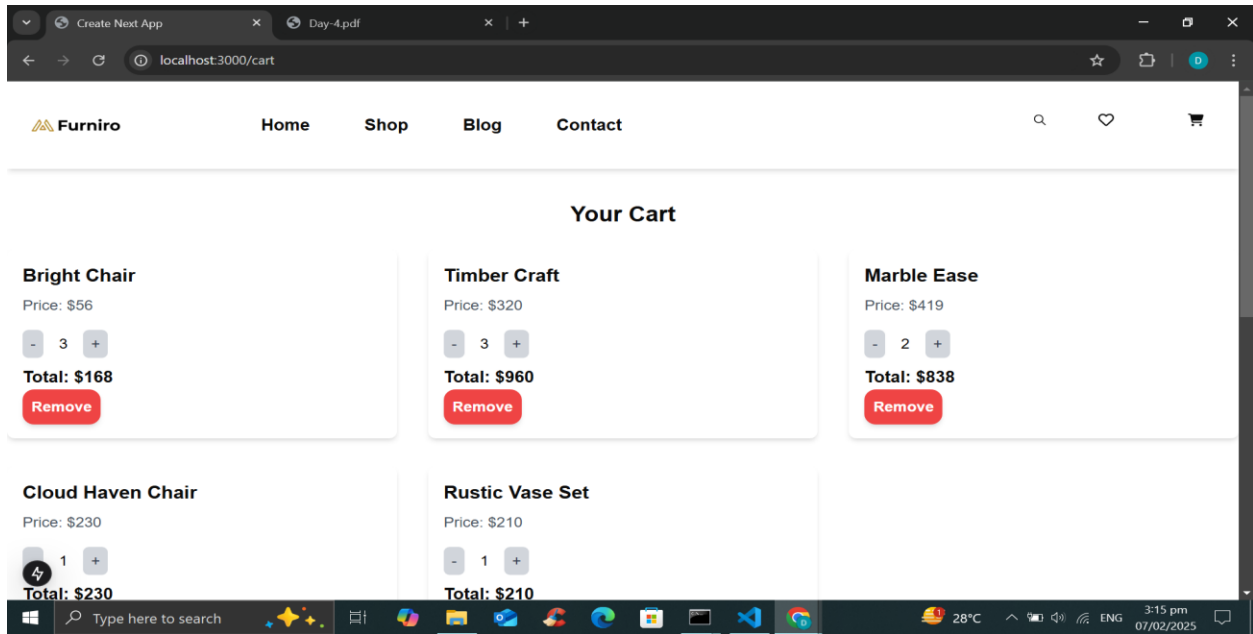 Create Next App
Day-4.pdf
localhost:3000/cart
D
Furniro Home Shop Blog Contact
Your Cart
Bright Chair
Price: $56
- 3 +
Total: $168
Remove
Timber Craft
Price: $320
- 3 +
Total: $960
Remove
Marble Ease
Price: $419
- 2 +
Total: $838
Remove
Cloud Haven Chair
Price: $230
1 +
Total: $230
Rustic Vase Set
Price: $210
- 1 +
Total: $210
Type here to search
1
28°C
ENG
3:15 pm
07/02/2025